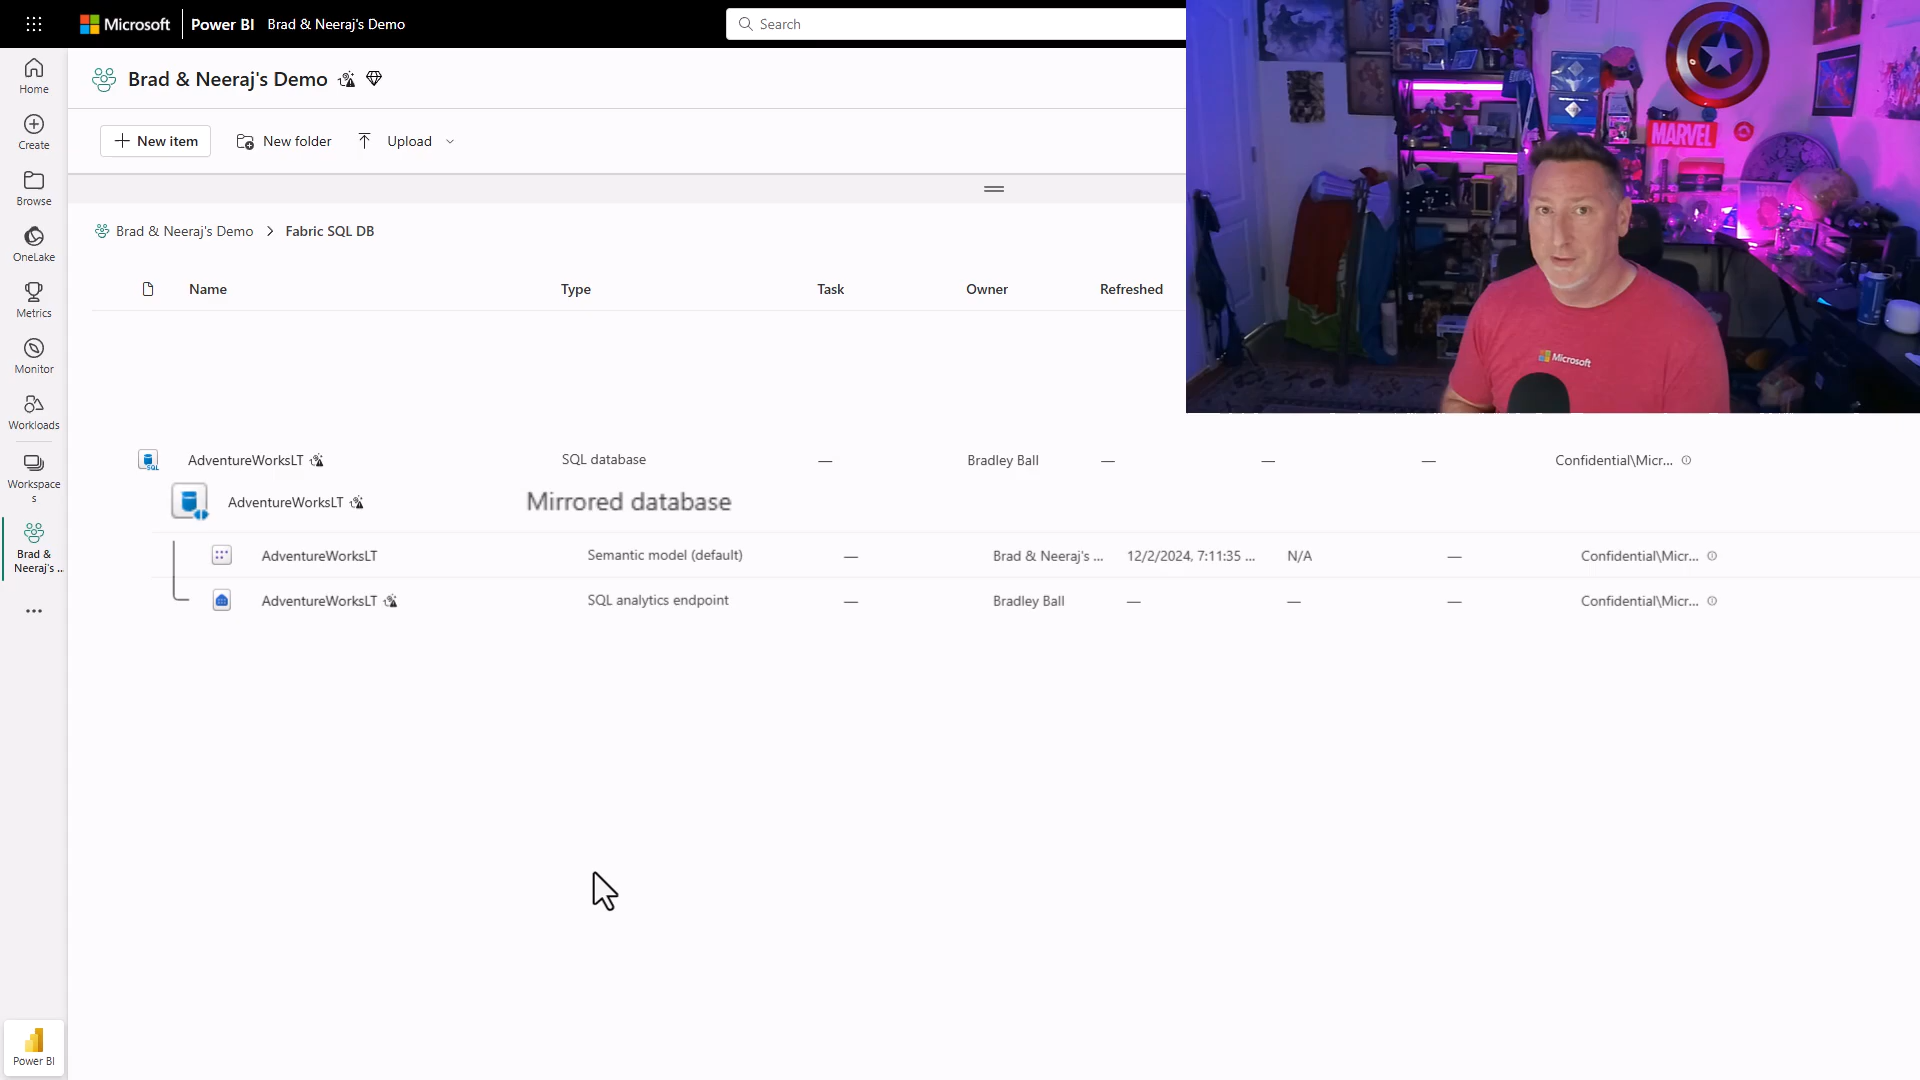 Microsoft Power BI Brad & Neeraj's Demo
Search
Home
Create
Browse
OneLake
Metrics
Monitor
Workloads
Workspace
s
Brad &
Neeraj's ...
Power BI
Brad & Neeraj's Demo
New item New folder Upload
Brad & Neeraj's Demo > Fabric SQL DB
Name Type Task Owner Refreshed
AdventureWorksLT SQL database — Bradley Ball — — — Confidential\Micr...
AdventureWorksLT Mirrored database
AdventureWorksLT Semantic model (default) — Brad & Neeraj's ... 12/2/2024, 7:11:35 ... N/A — Confidential\Micr...
AdventureWorksLT SQL analytics endpoint — Bradley Ball — — — Confidential\Micr...
MARVEL
Microsoft